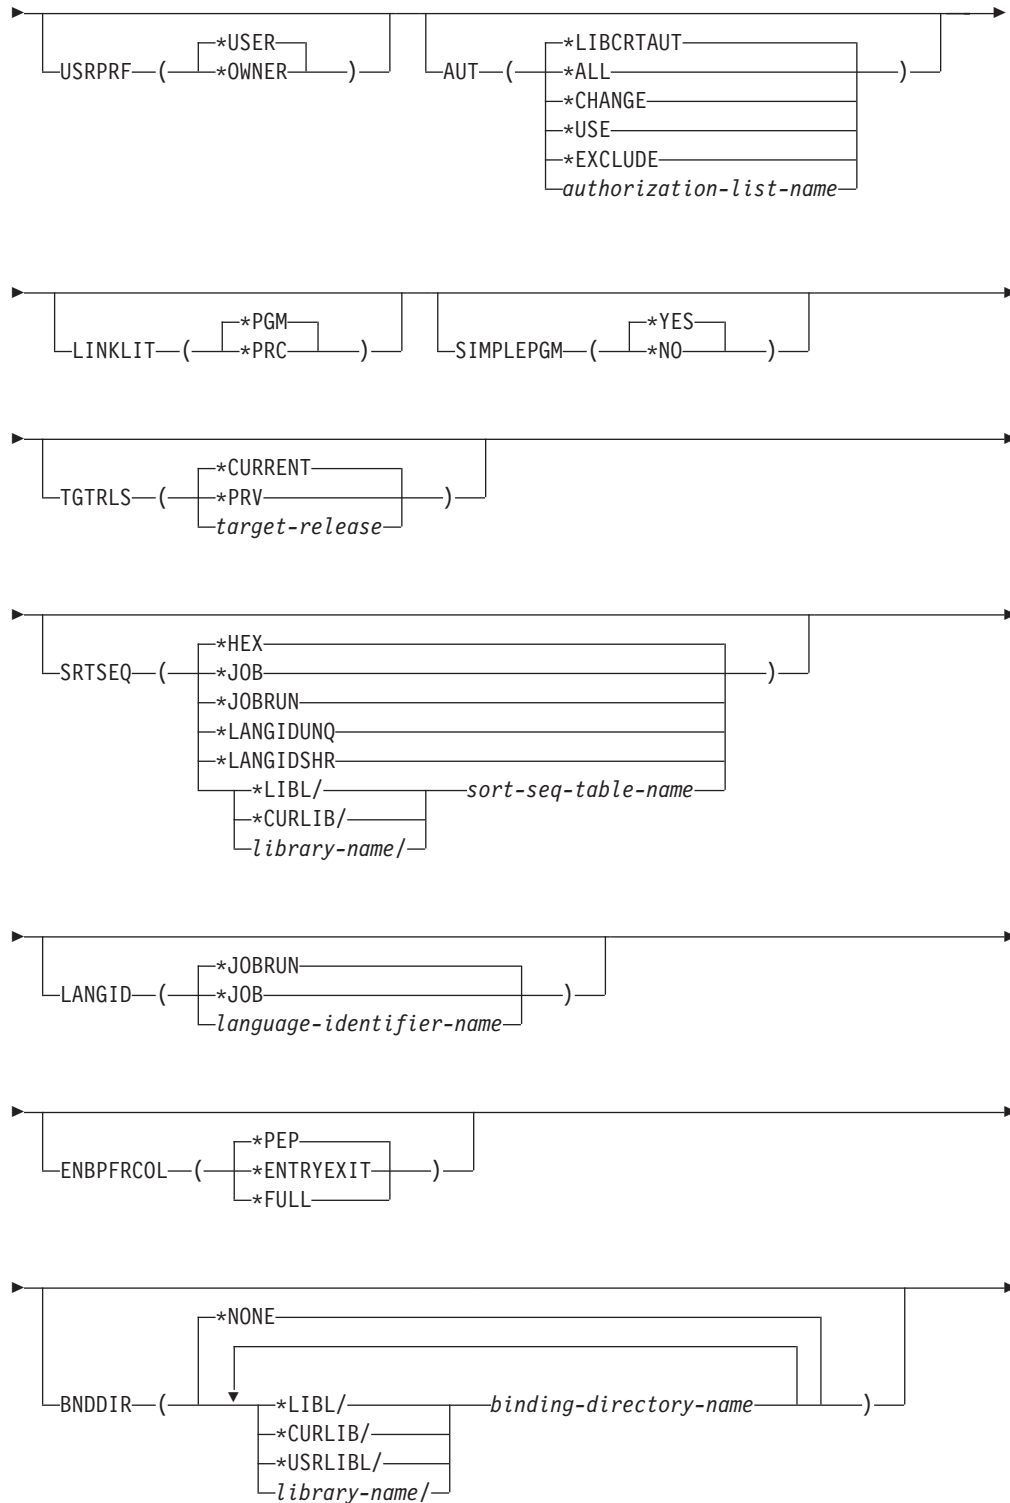 *USER
USRPRF ( *OWNER )
*LIBCRTAUT
AUT ( *ALL )
*CHANGE
*USE
*EXCLUDE
authorization-list-name
*PGM
LINKLIT ( *PRC )
*YES
SIMPLEPGM ( *NO )
*CURRENT
TGTRLS ( *PRV )
target-release
*HEX
SRTSEQ ( *JOB )
*JOBRUN
*LANGIDUNQ
*LANGIDSHR
*LIBL/ sort-seq-table-name
*CURLIB/
library-name/
*JOBRUN
LANGID ( *JOB )
language-identifier-name
*PEP
ENBPFRCOL ( *ENTRYEXIT )
*FULL
*NONE
BNDDIR ( *LIBL/ binding-directory-name )
*CURLIB/
*USRLIBL/
library-name/